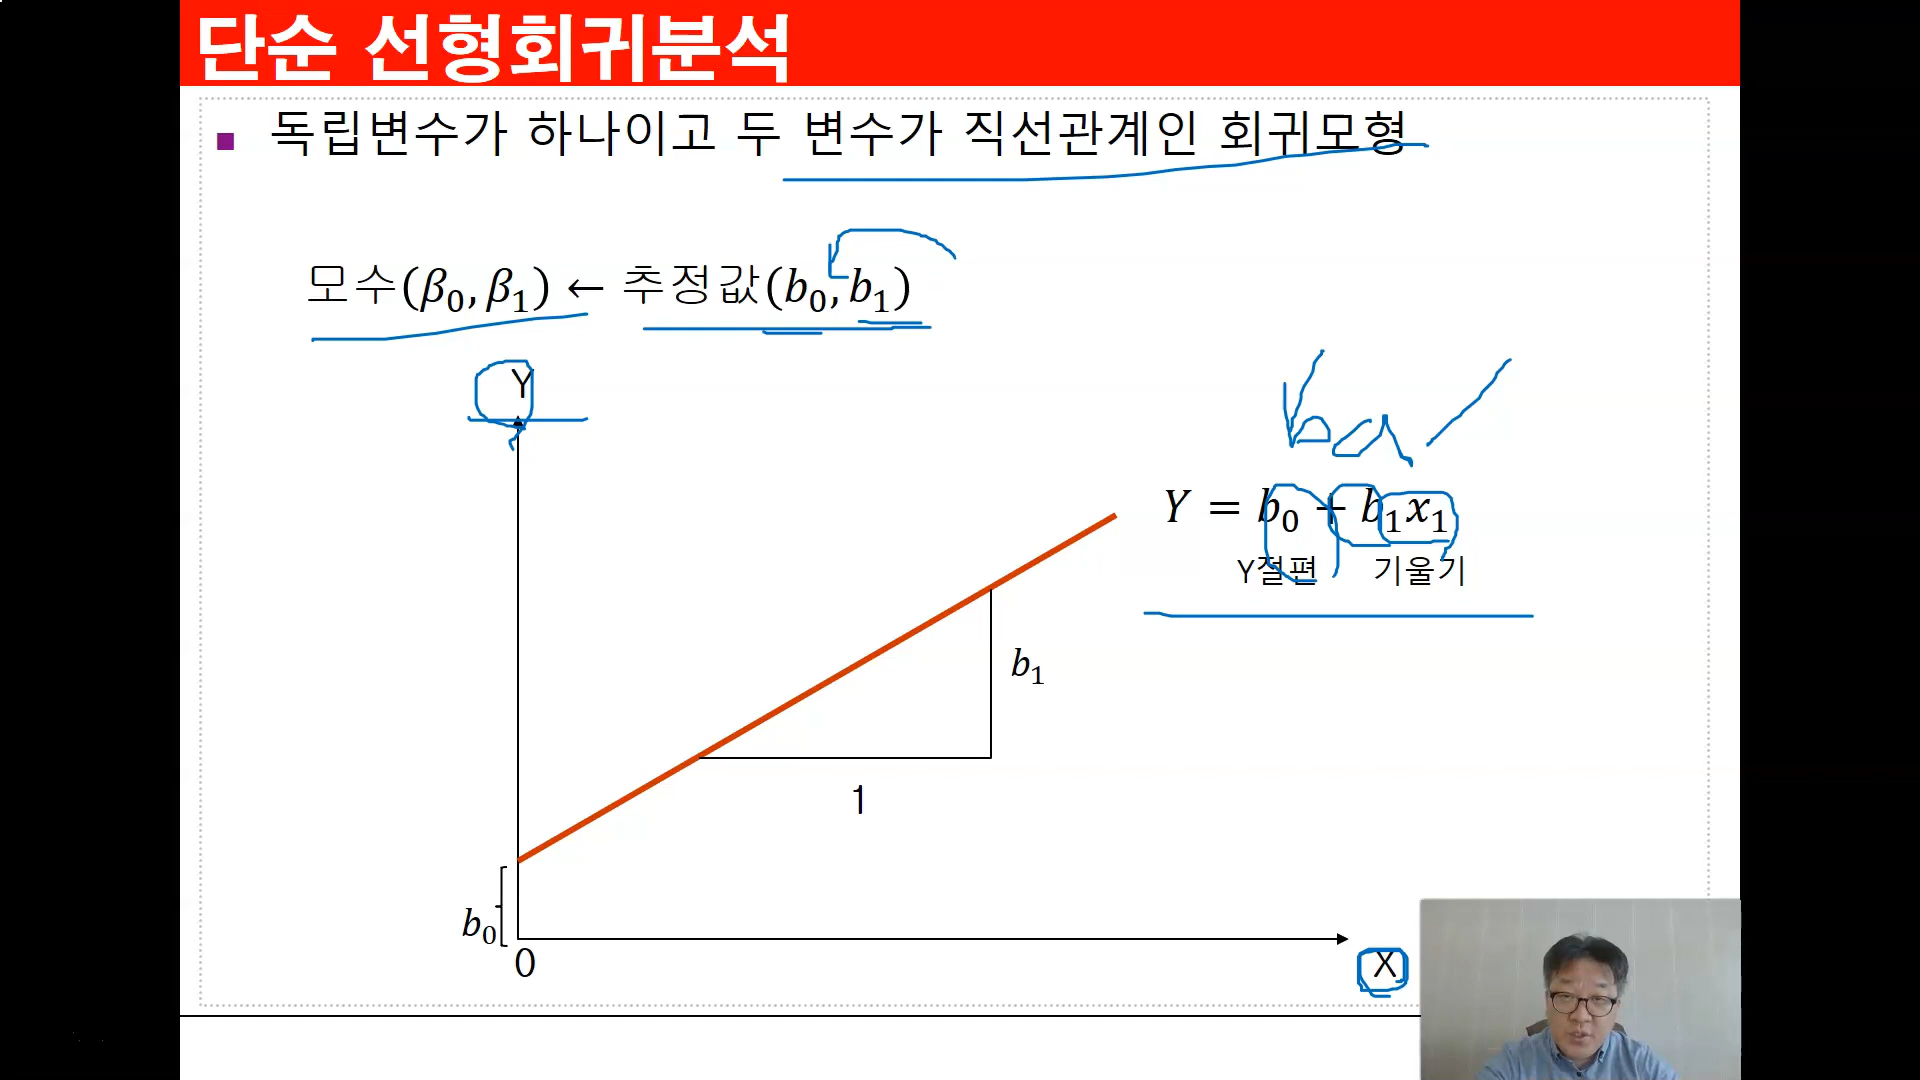 단순 선형회귀분석
독립변수가 하나이고 두 변수가 직선관계인 회귀모형
모수(β₀,β₁) ← 추정값(b₀,b₁)
Y
Y = b₀ + b₁x₁
Y절편 기울기
b₁
1
b₀
0
X